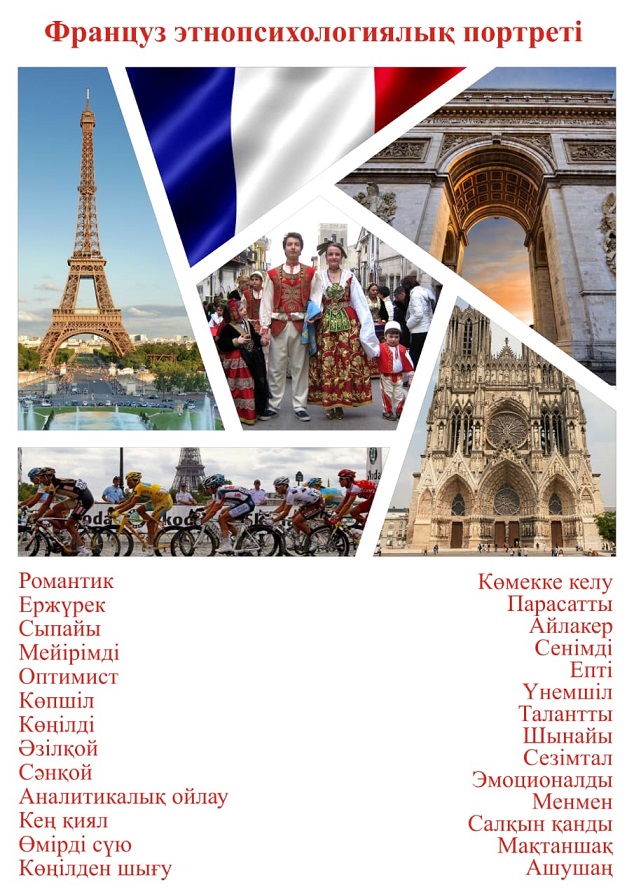 Француз этнопсихологиялық портреті
Škoda
Романтик
Ержүрек
Сыпайы
Мейірімді
Оптимист
Көпшіл
Көңілді
Әзілқой
Сәнқой
Аналитикалық ойлау
Кең қиял
Өмірді сүю
Көңілден шығу
Көмекке келу
Парасатты
Айлакер
Сенімді
Епті
Үнемшіл
Талантты
Шынайы
Сезімтал
Эмоционалды
Менмен
Салқын қанды
Мақтаншақ
Ашушаң